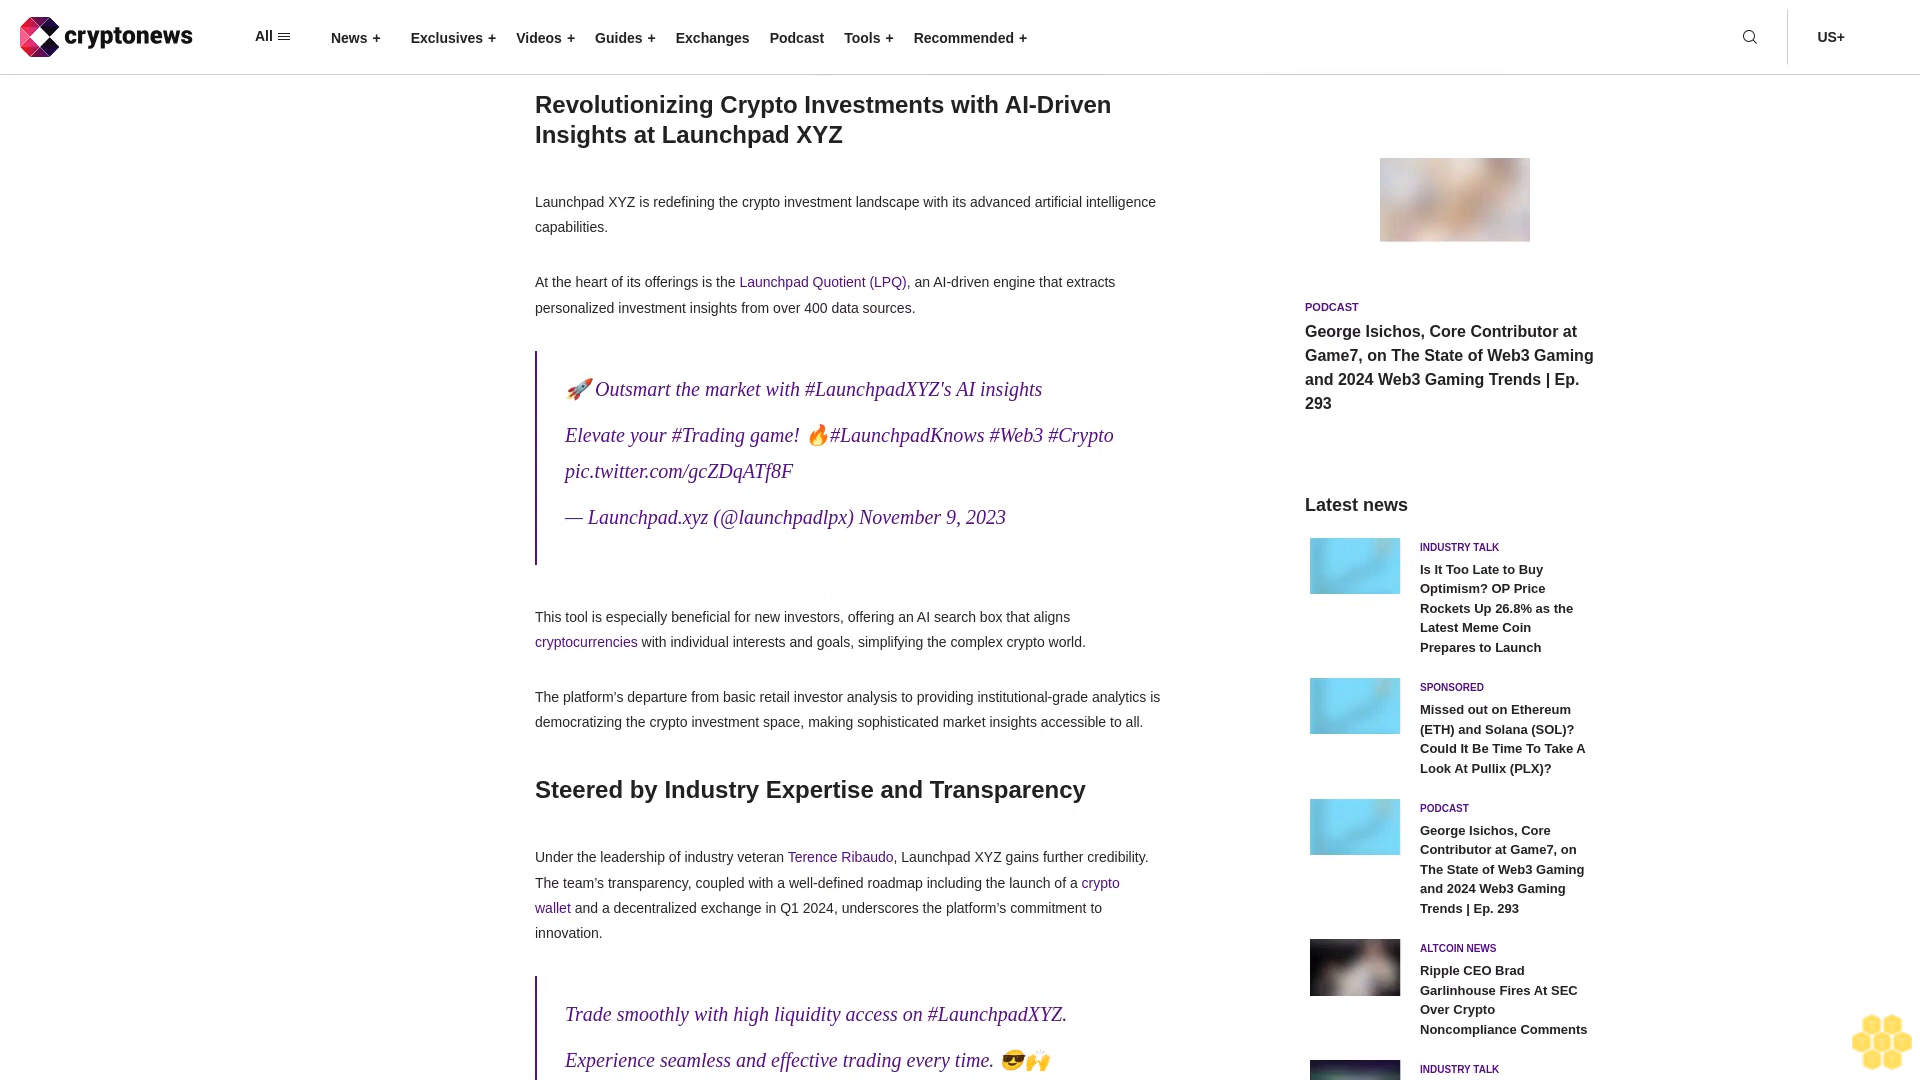 cryptonews
All
News +
Exclusives +
Videos +
Guides +
Exchanges
Podcast
Tools +
Recommended +
US+
Revolutionizing Crypto Investments with AI-Driven
Insights at Launchpad XYZ
Launchpad XYZ is redefining the crypto investment landscape with its advanced artificial intelligence
capabilities.
At the heart of its offerings is the Launchpad Quotient (LPQ), an AI-driven engine that extracts
personalized investment insights from over 400 data sources.
🚀 Outsmart the market with #LaunchpadXYZ's AI insights
Elevate your #Trading game! 🔥#LaunchpadKnows #Web3 #Crypto
pic.twitter.com/gcZDqATf8F
— Launchpad.xyz (@launchpadlpx) November 9, 2023
This tool is especially beneficial for new investors, offering an AI search box that aligns
cryptocurrencies with individual interests and goals, simplifying the complex crypto world.
The platform’s departure from basic retail investor analysis to providing institutional-grade analytics is
democratizing the crypto investment space, making sophisticated market insights accessible to all.
Steered by Industry Expertise and Transparency
Under the leadership of industry veteran Terence Ribaudo, Launchpad XYZ gains further credibility.
The team’s transparency, coupled with a well-defined roadmap including the launch of a crypto
wallet and a decentralized exchange in Q1 2024, underscores the platform’s commitment to
innovation.
Trade smoothly with high liquidity access on #LaunchpadXYZ.
Experience seamless and effective trading every time. 😎🙌
PODCAST
George Isichos, Core Contributor at
Game7, on The State of Web3 Gaming
and 2024 Web3 Gaming Trends | Ep.
293
Latest news
INDUSTRY TALK
Is It Too Late to Buy
Optimism? OP Price
Rockets Up 26.8% as the
Latest Meme Coin
Prepares to Launch
SPONSORED
Missed out on Ethereum
(ETH) and Solana (SOL)?
Could It Be Time To Take A
Look At Pullix (PLX)?
PODCAST
George Isichos, Core
Contributor at Game7, on
The State of Web3 Gaming
and 2024 Web3 Gaming
Trends | Ep. 293
ALTCOIN NEWS
Ripple CEO Brad
Garlinhouse Fires At SEC
Over Crypto
Noncompliance Comments
INDUSTRY TALK